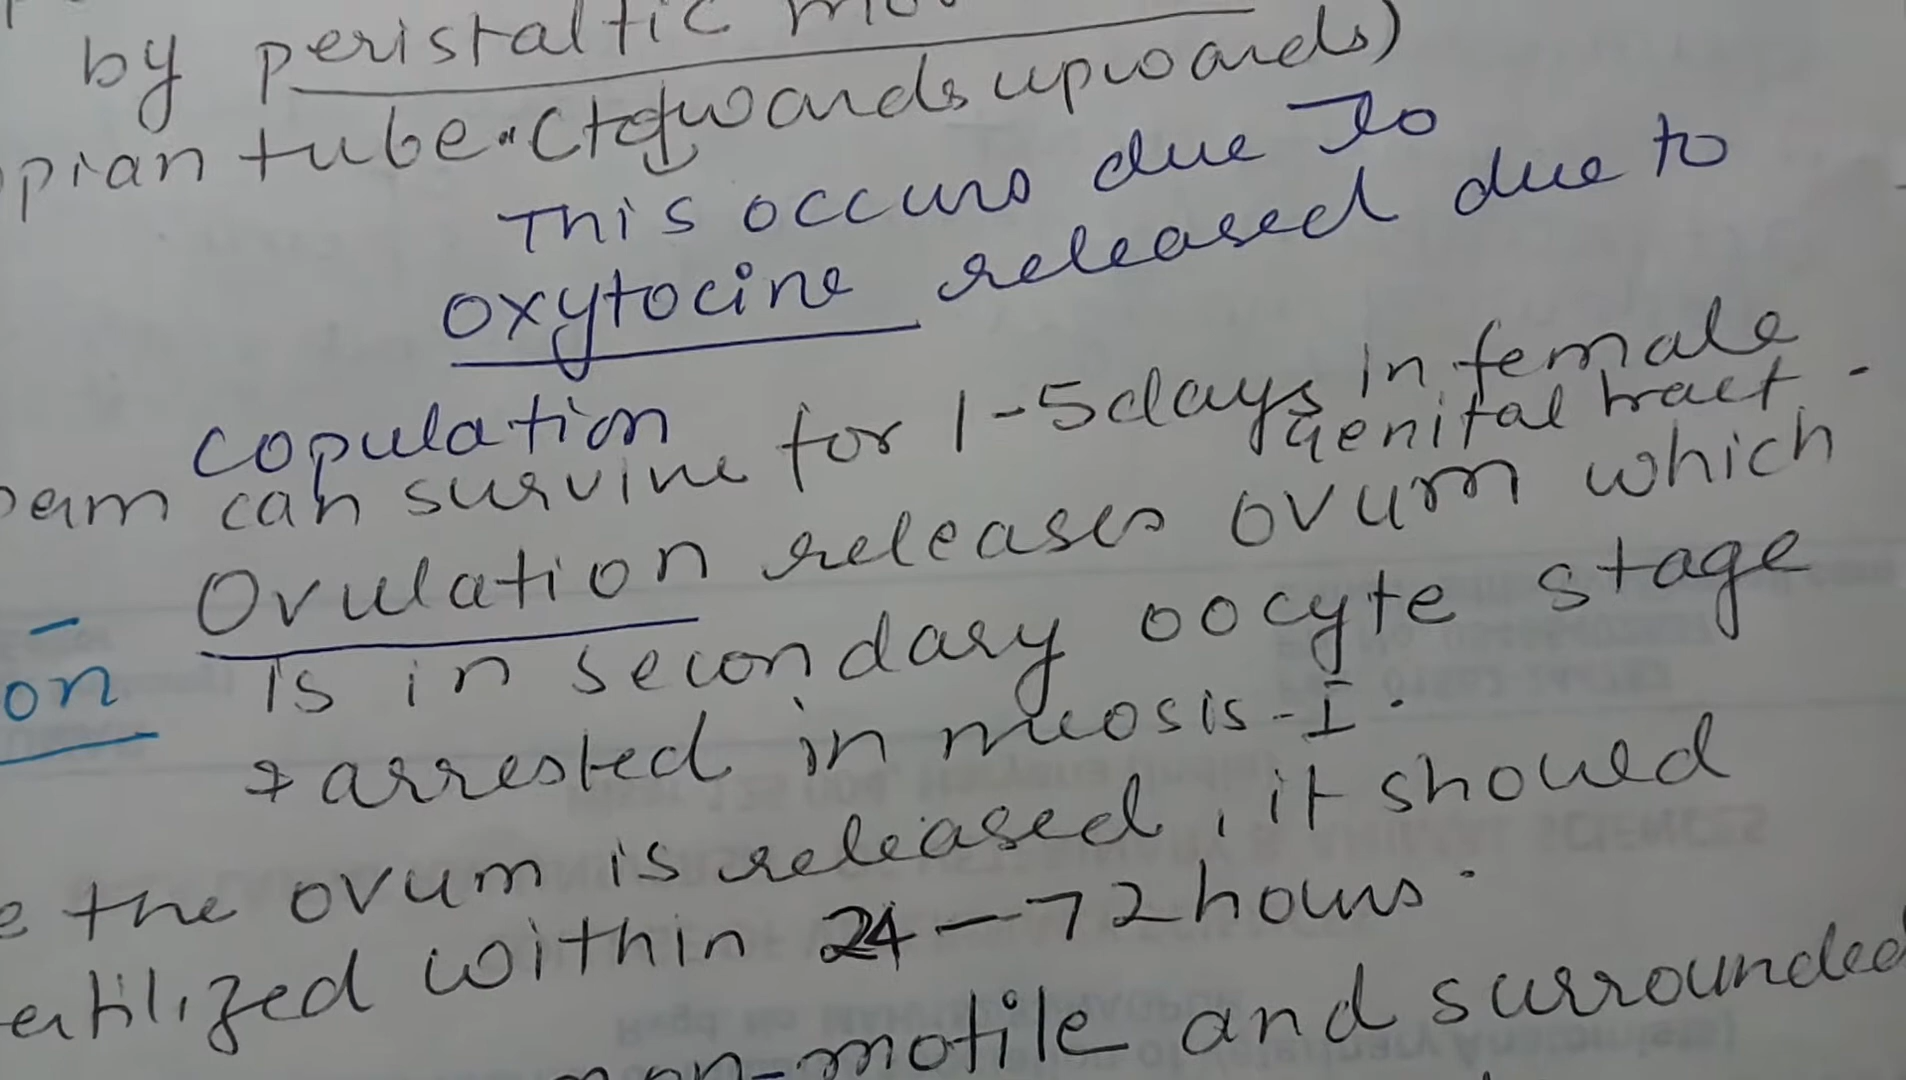 by peristaltic
pian tube. (towards upwards)
This occurs due to
oxytocine released due to
copulation
can survive for 1-5 days in female
genital tract.
Ovulation releases ovum which
is in secondary oocyte stage
on
& arrested in meosis-I.
the ovum is released, it should
ertilized within 24-72 hours.
non-motile and surrounded